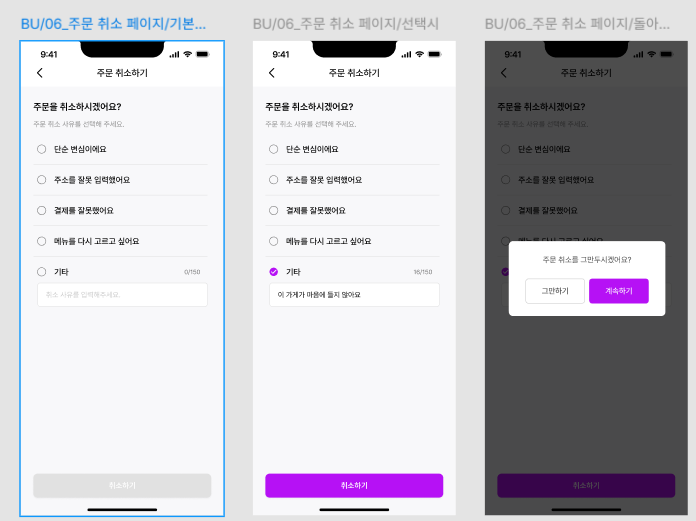 BU/06_주문 취소 페이지/기본...
9:41
주문 취소하기
주문을 취소하시겠어요?
주문 취소 사유를 선택해 주세요.
단순 변심이에요
주소를 잘못 입력했어요
결제를 잘못했어요
메뉴를 다시 고르고 싶어요
기타
0/150
취소 사유를 입력해주세요.
취소하기
BU/06_주문 취소 페이지/선택시
9:41
주문 취소하기
주문을 취소하시겠어요?
주문 취소 사유를 선택해 주세요.
단순 변심이에요
주소를 잘못 입력했어요
결제를 잘못했어요
메뉴를 다시 고르고 싶어요
기타
16/150
이 가게가 마음에 들지 않아요
취소하기
BU/06_주문 취소 페이지/돌아...
9:41
주문 취소하기
주문을 취소하시겠어요?
주문 취소 사유를 선택해 주세요.
단순 변심이에요
주소를 잘못 입력했어요
결제를 잘못했어요
메뉴를 다시 고르고 싶어요
주문 취소를 그만두시겠어요?
그만하기
계속하기
취소하기